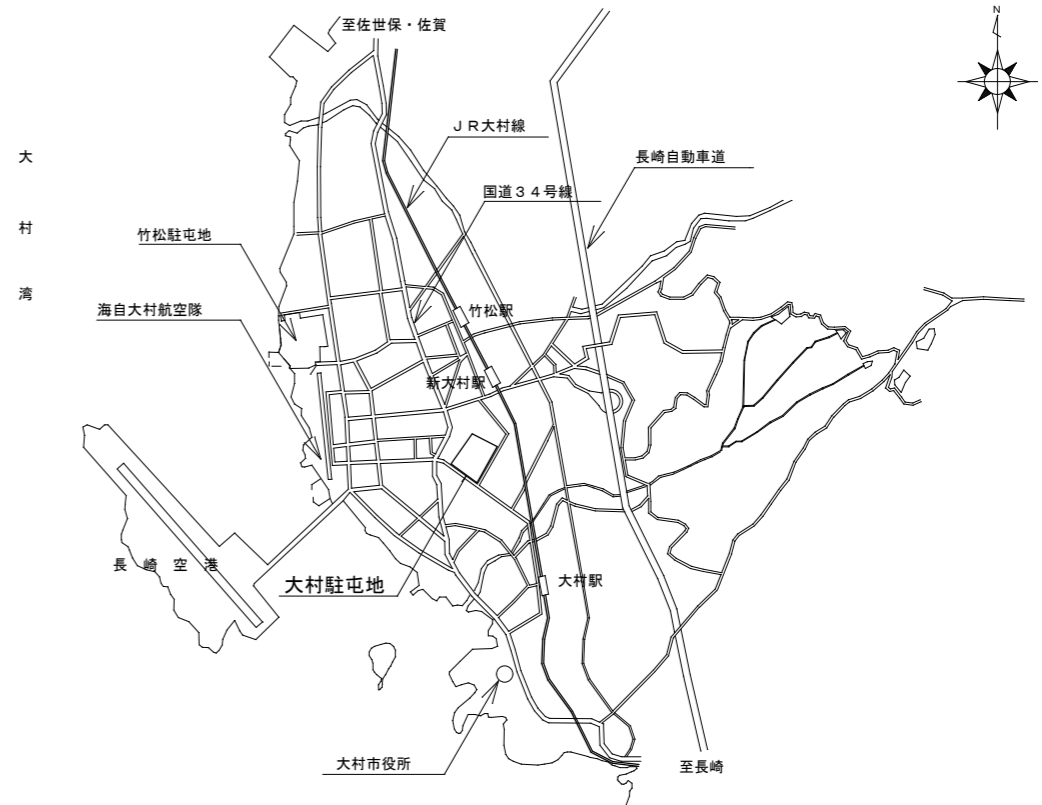 N
至佐世保・佐賀
ＪＲ大村線
長崎自動車道
国道３４号線
大村湾
竹松駐屯地
海自大村航空隊
竹松駅
新大村駅
長崎空港
大村駐屯地
大村駅
大村市役所
至長崎